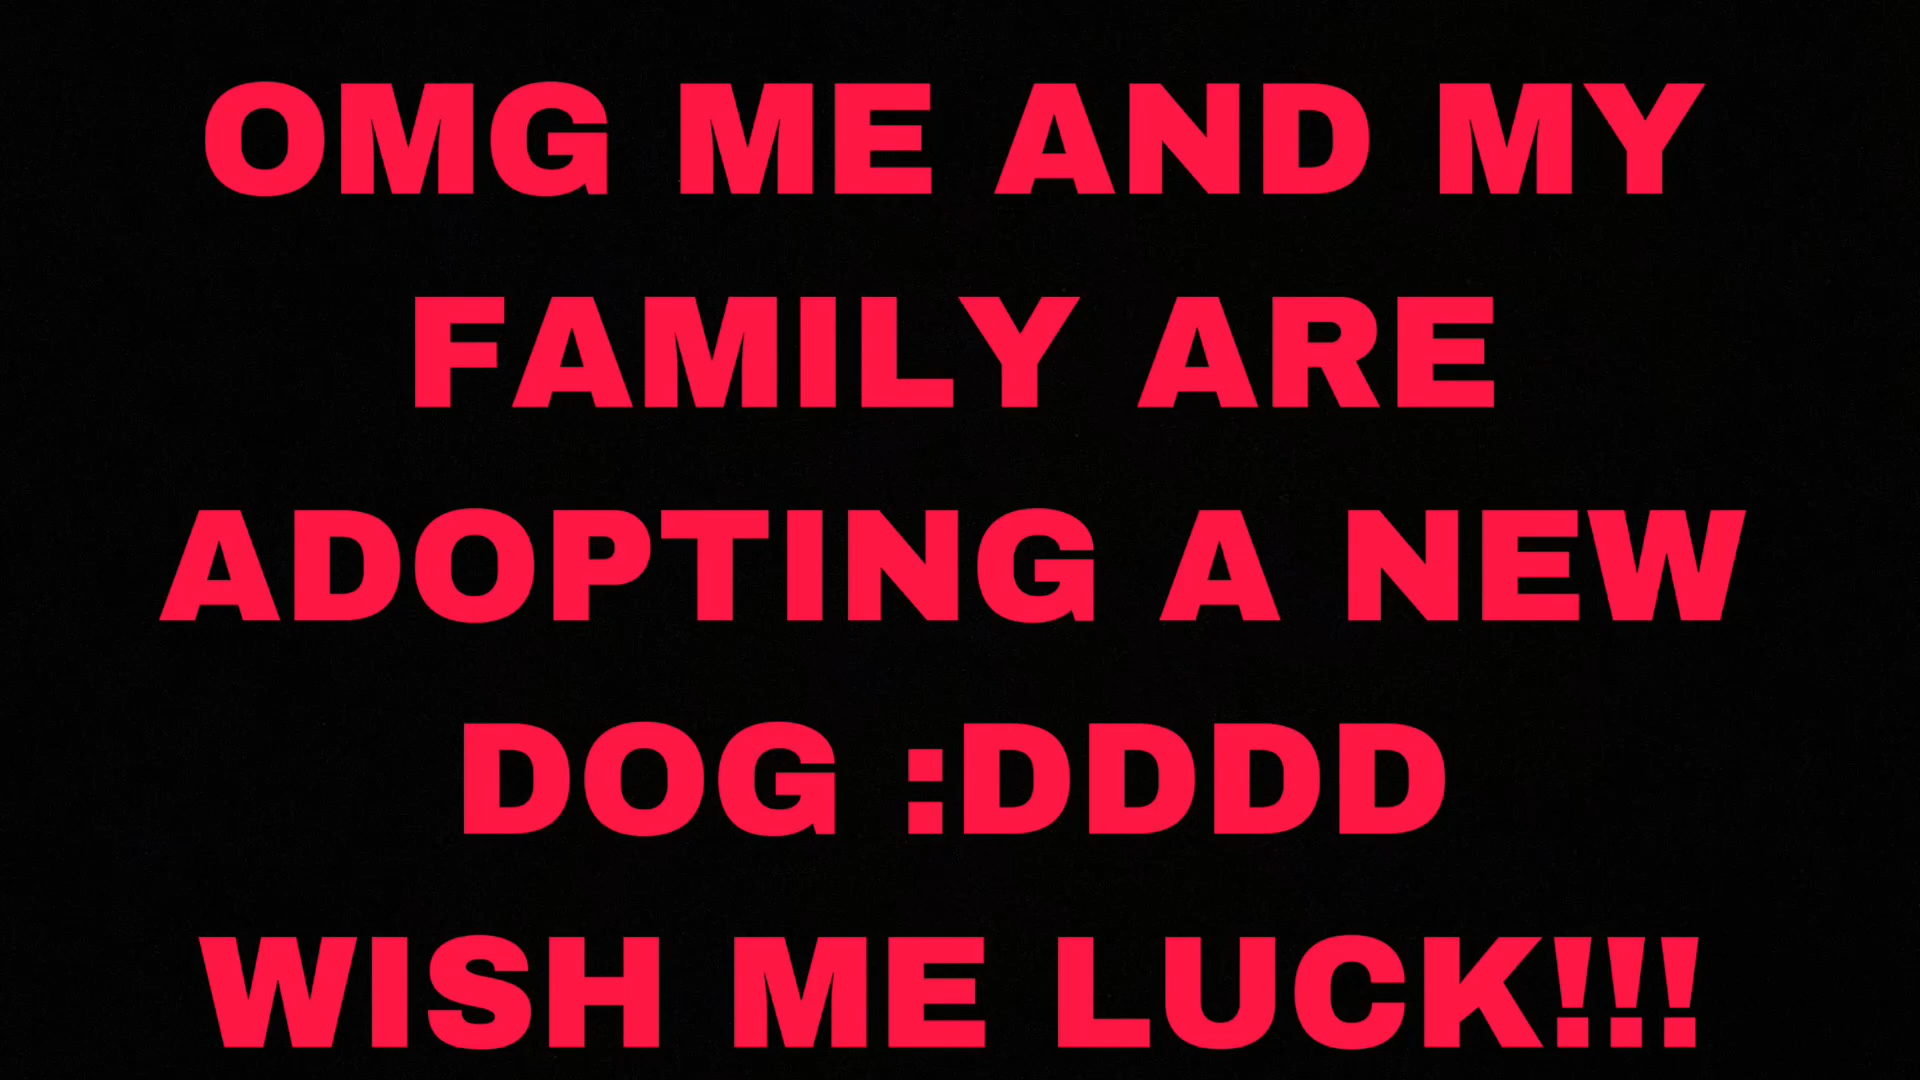 OMG ME AND MY
FAMILY ARE
ADOPTING A NEW
DOG :DDDD
WISH ME LUCK!!!